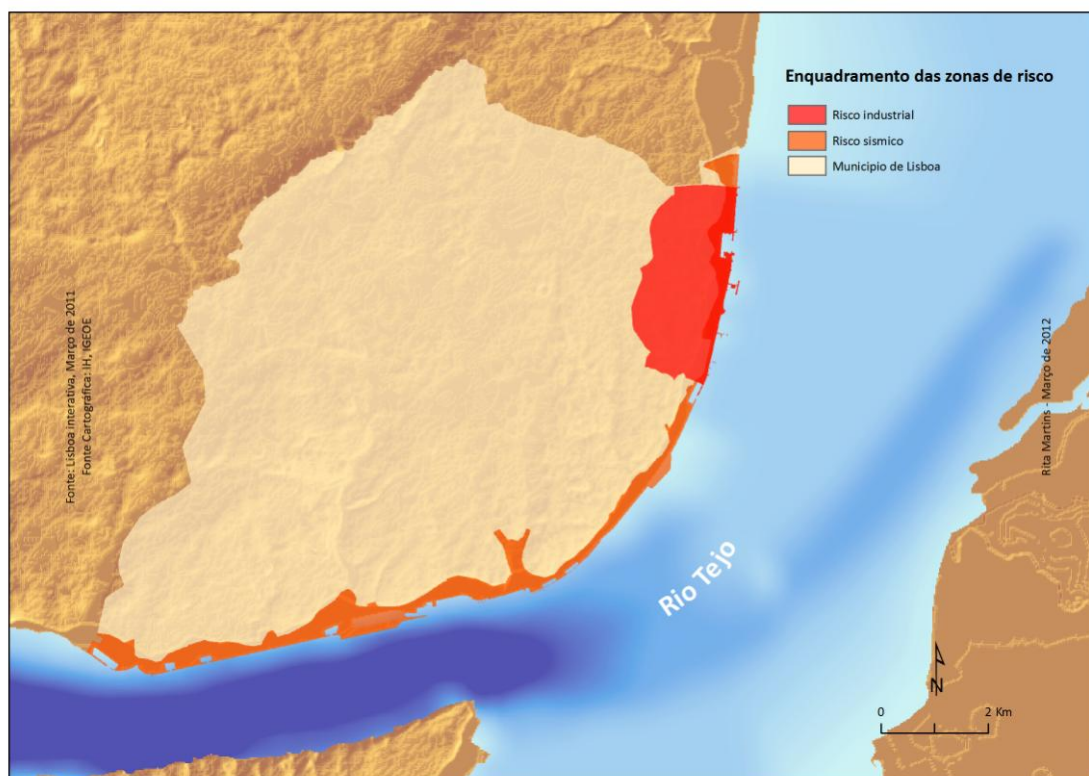 Enquadramento das zonas de risco
Risco industrial
Risco sismico
Municipio de Lisboa
Fonte: Lisboa interativa, Março de 2011
Fonte Cartográfica: IH, IGEOE
Rita Martins - Março de 2012
Rio Tejo
N
0 2 Km